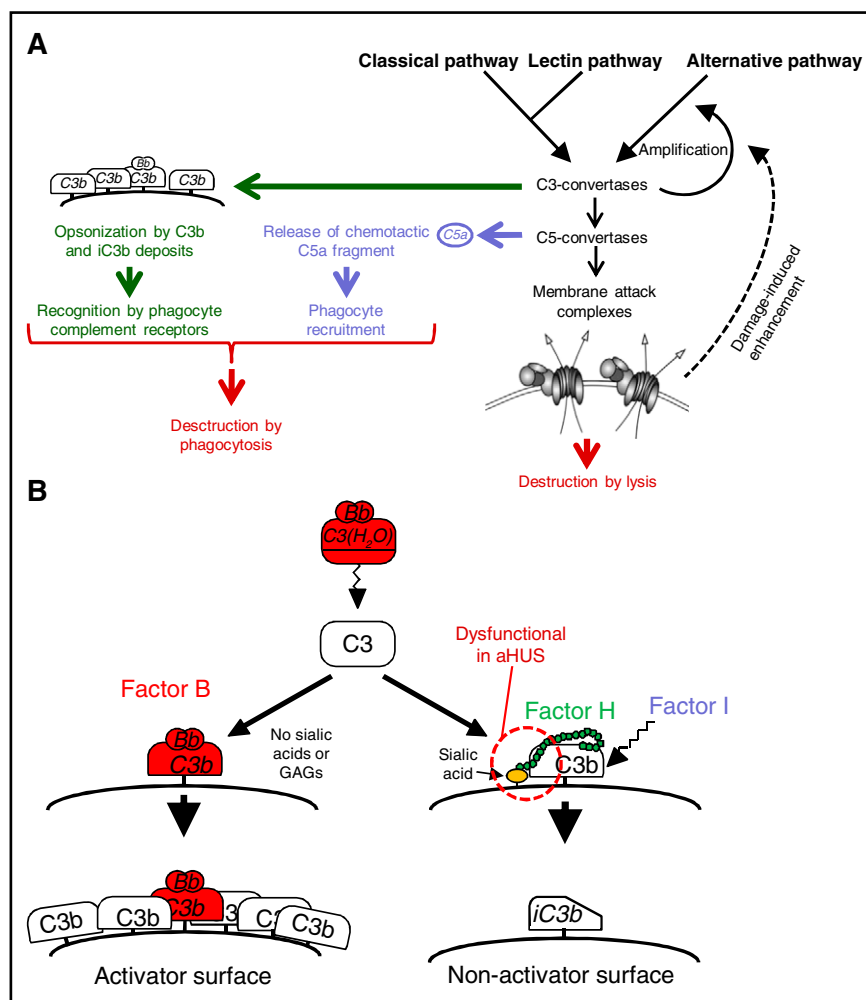 A
Classical pathway Lectin pathway Alternative pathway
Amplification
Bb
C3b C3b C3b C3b
C3-convertases
Opsonization by C3b
and iC3b deposits
Release of chemotactic
C5a fragment
C5a
C5-convertases
Recognition by phagocyte
complement receptors
Phagocyte
recruitment
Membrane attack
complexes
Damage-induced
enhancement
Desctruction by
phagocytosis
Destruction by lysis
B
Bb
C3(H2O)
C3
Dysfunctional
in aHUS
Factor B
Factor H
Factor I
Bb
C3b
No sialic
acids or
GAGs
Sialic
acid
C3b
Bb
C3b C3b C3b C3 C3b C3b
iC3b
Activator surface
Non-activator surface